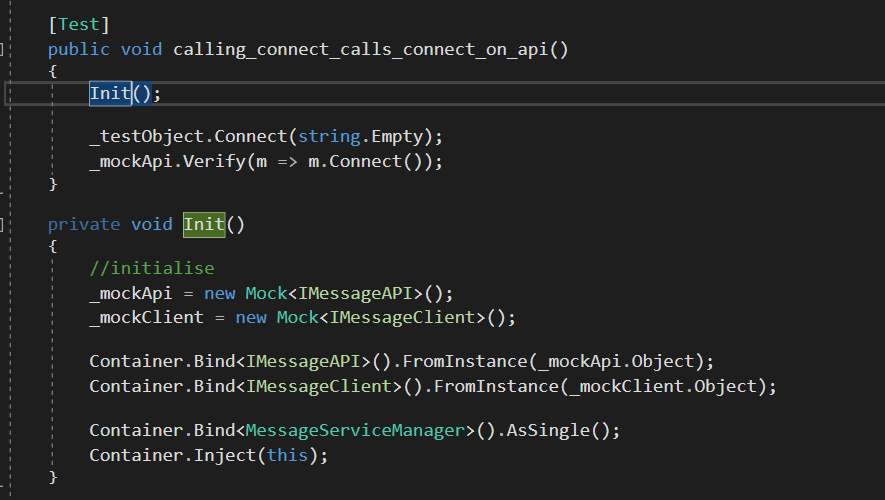 [Test]
public void calling_connect_calls_connect_on_api()
{
Init();
_testObject.Connect(string.Empty);
_mockApi.Verify(m => m.Connect());
}
private void Init()
{
//initialise
_mockApi = new Mock<IMessageAPI>();
_mockClient = new Mock<IMessageClient>();
Container.Bind<IMessageAPI>().FromInstance(_mockApi.Object);
Container.Bind<IMessageClient>().FromInstance(_mockClient.Object);
Container.Bind<MessageServiceManager>().AsSingle();
Container.Inject(this);
}